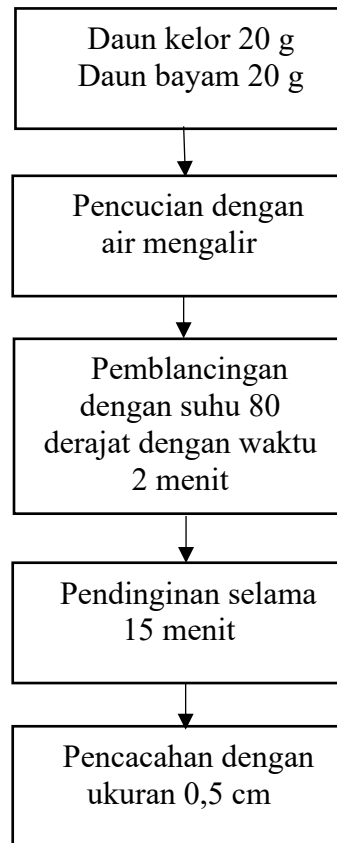 Daun kelor 20 g
Daun bayam 20 g
Pencucian dengan
air mengalir
Pemblancingan
dengan suhu 80
derajat dengan waktu
2 menit
Pendinginan selama
15 menit
Pencacahan dengan
ukuran 0,5 cm